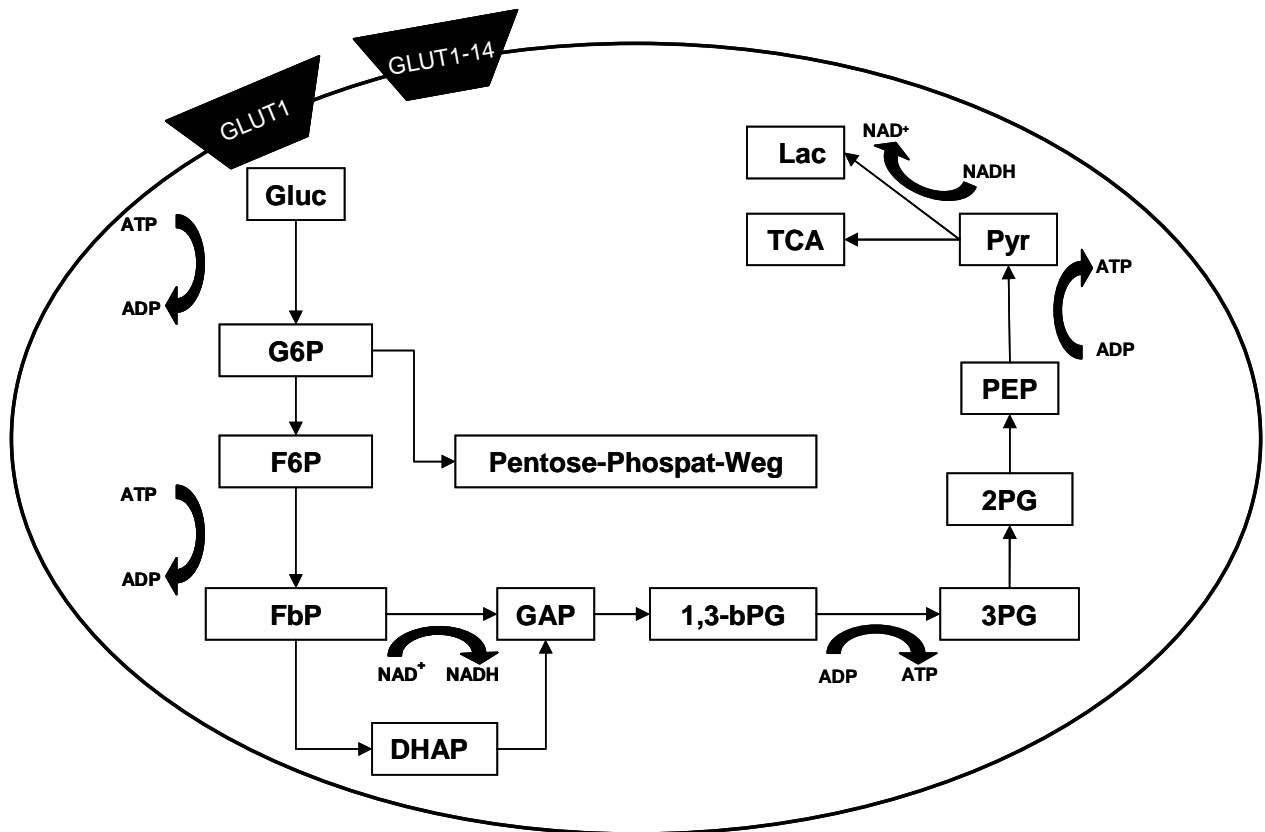 GLUT1-14
GLUT1
Gluc
ATP
ADP
G6P
F6P
Pentose-Phospat-Weg
ATP
ADP
FbP
NAD+
NADH
GAP
DHAP
1,3-bPG
ADP
ATP
3PG
2PG
PEP
ADP
ATP
Pyr
TCA
Lac
NAD+
NADH